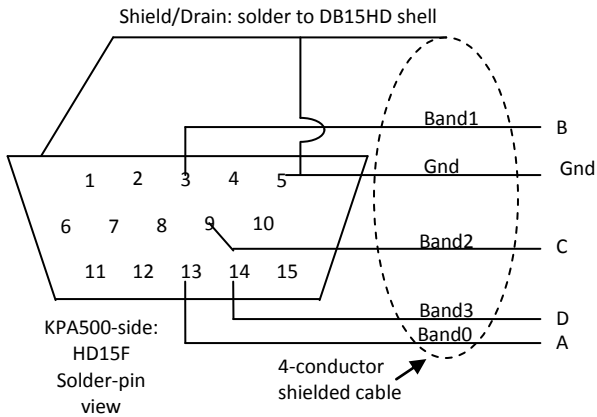 Shield/Drain: solder to DB15HD shell
Band1 B
1 2 3 4 5 Gnd Gnd
6 7 8 9 10
Band2 C
11 12 13 14 15
Band3 D
Band0 A
KPA500-side:
HD15F
Solder-pin
view
4-conductor
shielded cable